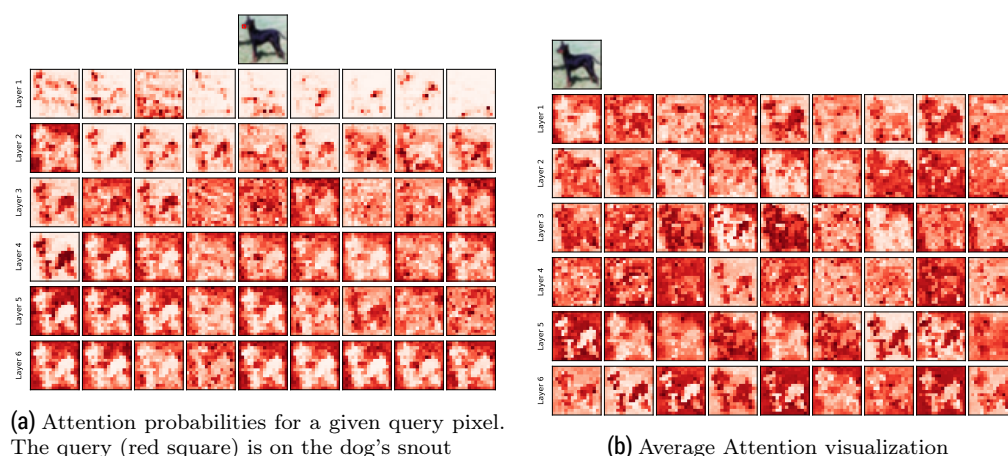 Layer 1
Layer 2
Layer 3
Layer 4
Layer 5
Layer 6
(a) Attention probabilities for a given query pixel.
The query (red square) is on the dog's snout
Layer 1
Layer 2
Layer 3
Layer 4
Layer 5
Layer 6
(b) Average Attention visualization